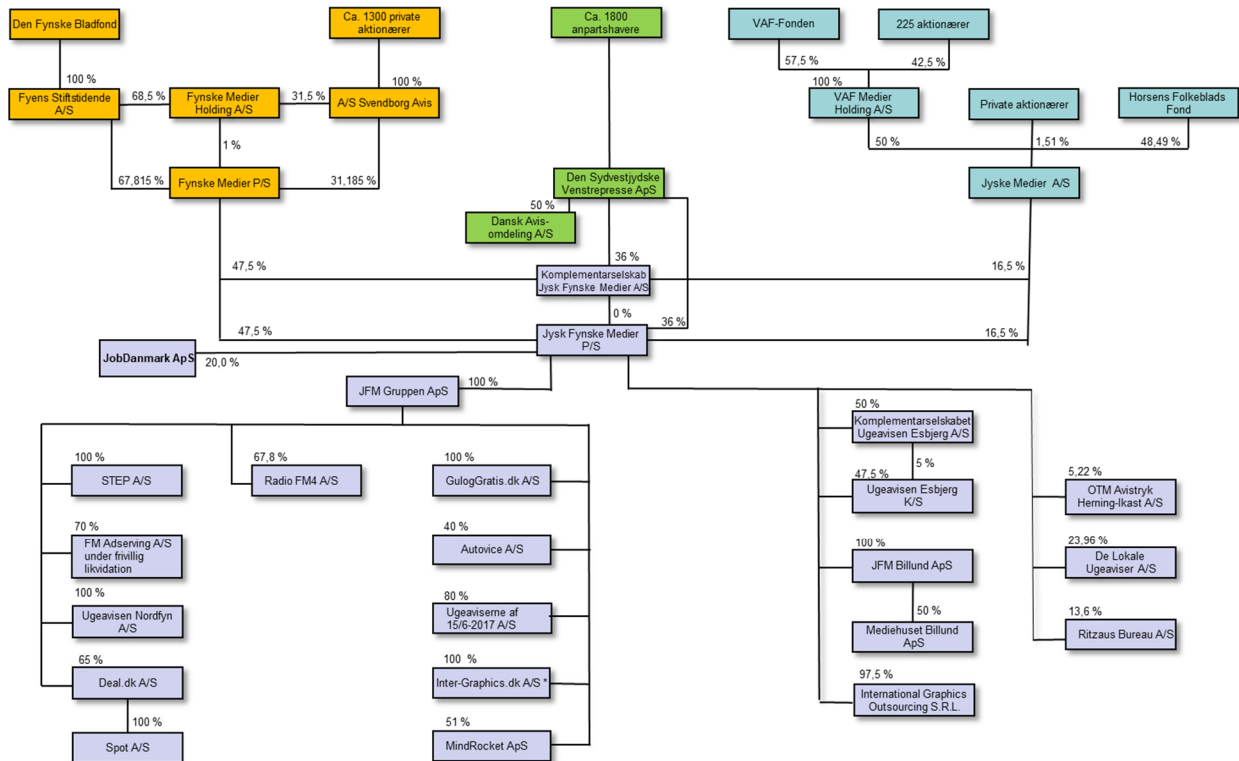 Den Fynske Bladfond
Ca. 1300 private
aktionærer
Ca. 1800
anpartshavere
VAF-Fonden
225 aktionærer
57,5 %
42,5 %
100 %
100 %
100 %
Fyens Stiftstidende
A/S
68,5 %
Fynske Medier
Holding A/S
31,5 %
A/S Svendborg Avis
VAF Medier
Holding A/S
Private aktionærer
Horsens Folkeblads
Fond
1 %
50 %
1,51 %
48,49 %
67,815 %
Fynske Medier P/S
31,185 %
Den Sydvestjydske
Venstrepresse ApS
Jyske Medier A/S
50 %
Dansk Avis-
omdeling A/S
36 %
47,5 %
Komplementarselskab
Jysk Fynske Medier A/S
16,5 %
0 %
36 %
47,5 %
Jysk Fynske Medier
P/S
16,5 %
JobDanmark ApS
20,0 %
JFM Gruppen ApS
100 %
100 %
STEP A/S
67,8 %
Radio FM4 A/S
100 %
GulogGratis.dk A/S
70 %
FM Adserving A/S
under frivillig
likvidation
40 %
Autovice A/S
100 %
Ugeavisen Nordfyn
A/S
80 %
Ugeaviserne af
15/6-2017 A/S
65 %
Deal.dk A/S
100 %
Inter-Graphics.dk A/S *
100 %
Spot A/S
51 %
MindRocket ApS
50 %
Komplementarselskabet
Ugeavisen Esbjerg A/S
5 %
47,5 %
Ugeavisen Esbjerg
K/S
100 %
JFM Billund ApS
50 %
Mediehuset Billund
ApS
97,5 %
International Graphics
Outsourcing S.R.L.
5,22 %
OTM Avistryk
Herning-Ikast A/S
23,96 %
De Lokale
Ugeaviser A/S
13,6 %
Ritzaus Bureau A/S